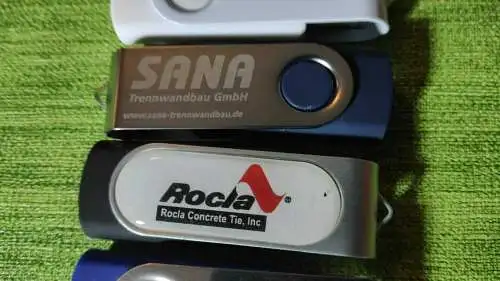 SANA
Trennwandbau GmbH
www.sana-trennwandbau.de
Rocla®
Rocla Concrete Tie, Inc